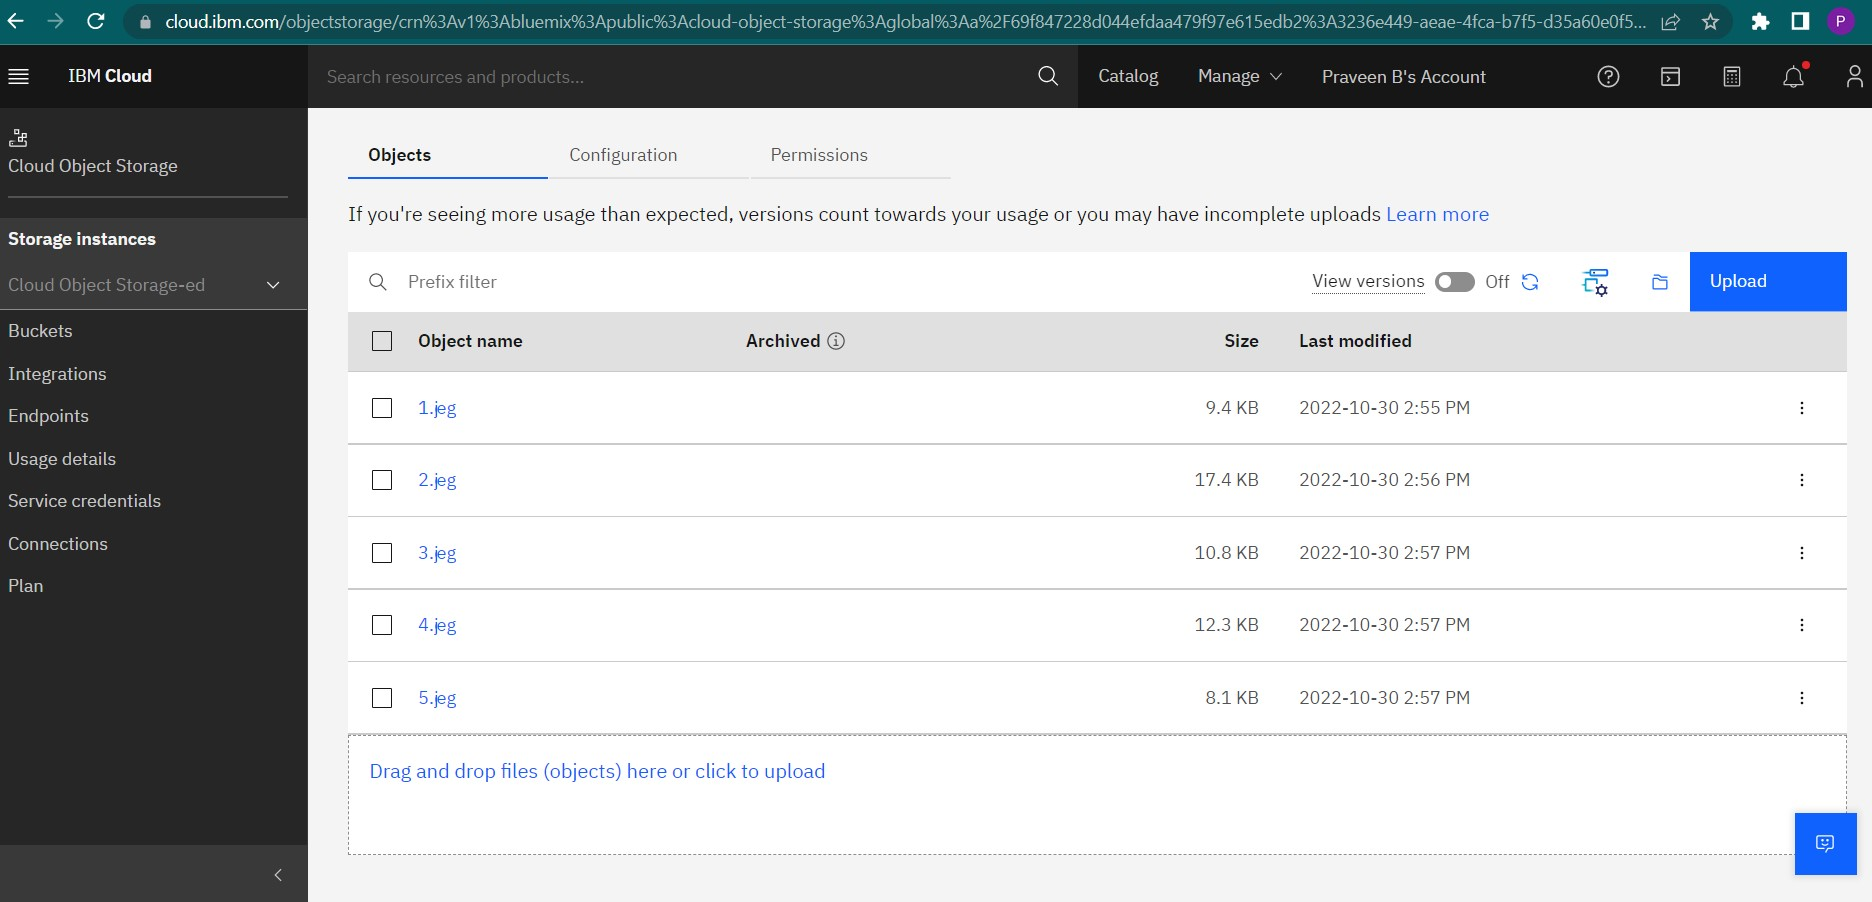 cloud.ibm.com/objectstorage/crn%3Av1%3Abluemix%3Apublic%3Acloud-object-storage%3Aglobal%3Aa%2F69f847228d044efdaa479f97e615edb2%3A3236e449-aeae-4fca-b7f5-d35a60e0f5...
P
IBM Cloud
Search resources and products...
Catalog
Manage
Praveen B's Account
Cloud Object Storage
Storage instances
Cloud Object Storage-ed
Buckets
Integrations
Endpoints
Usage details
Service credentials
Connections
Plan
Objects
Configuration
Permissions
If you're seeing more usage than expected, versions count towards your usage or you may have incomplete uploads Learn more
Prefix filter
View versions
Off
Upload
Object name Archived Size Last modified
1.jeg 9.4 KB 2022-10-30 2:55 PM
2.jeg 17.4 KB 2022-10-30 2:56 PM
3.jeg 10.8 KB 2022-10-30 2:57 PM
4.jeg 12.3 KB 2022-10-30 2:57 PM
5.jeg 8.1 KB 2022-10-30 2:57 PM
Drag and drop files (objects) here or click to upload